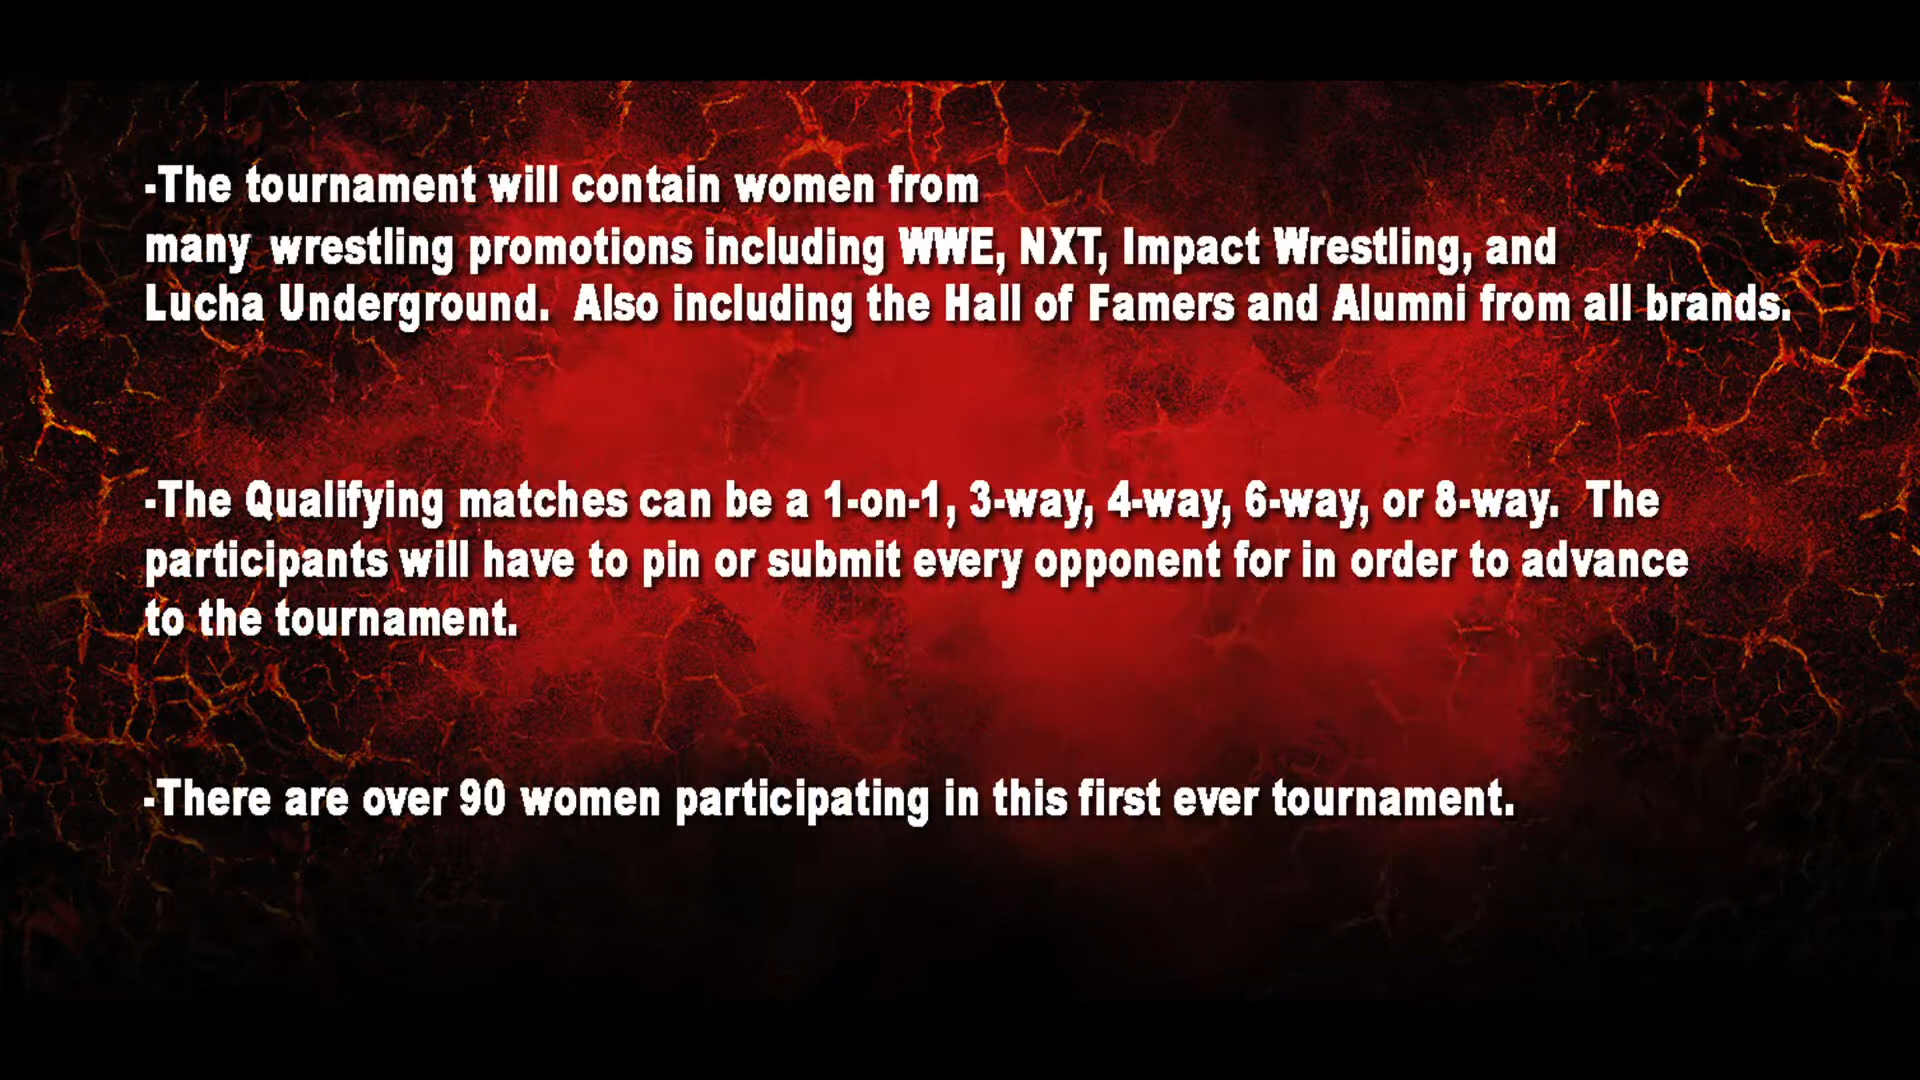 -The tournament will contain women from
many wrestling promotions including WWE, NXT, Impact Wrestling, and
Lucha Underground.  Also including the Hall of Famers and Alumni from all brands.
-The Qualifying matches can be a 1-on-1, 3-way, 4-way, 6-way, or 8-way.  The
participants will have to pin or submit every opponent for in order to advance
to the tournament.
-There are over 90 women participating in this first ever tournament.